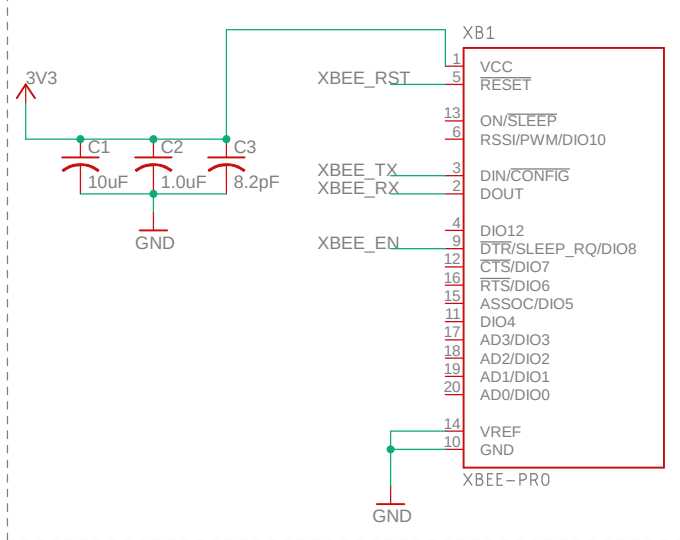 XB1
3V3
C1
10uF
C2
1.0uF
C3
8.2pF
GND
XBEE_RST
XBEE_TX
XBEE_RX
XBEE_EN
1 VCC
5 RESET
13 ON/SLEEP
6 RSSI/PWM/DIO10
3 DIN/CONFIG
2 DOUT
4 DIO12
9 DTR/SLEEP_RQ/DIO8
12 CTS/DIO7
16 RTS/DIO6
15 ASSOC/DIO5
11 DIO4
17 AD3/DIO3
18 AD2/DIO2
19 AD1/DIO1
20 AD0/DIO0
14 VREF
10 GND
XBEE-PRO
GND